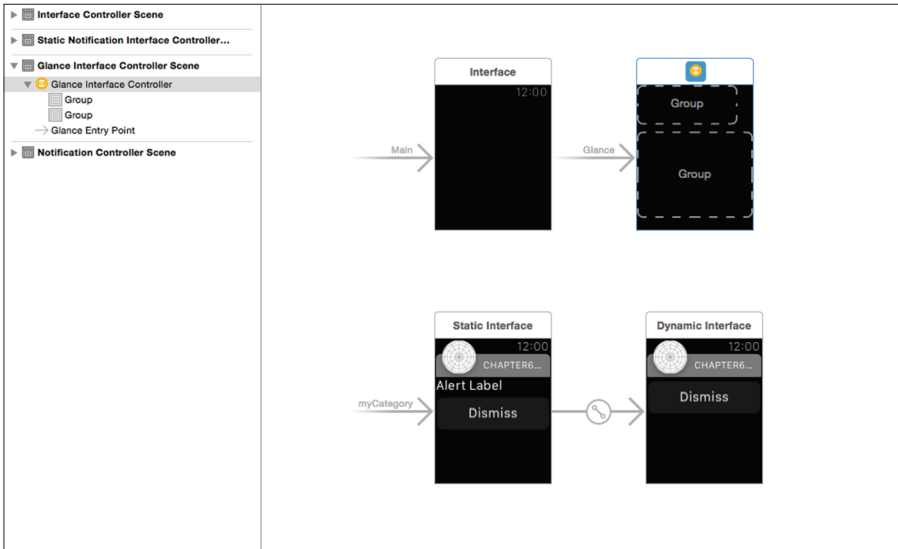 Interface Controller Scene
Static Notification Interface Controller...
Glance Interface Controller Scene
Glance Interface Controller
Group
Group
Glance Entry Point
Notification Controller Scene
Interface
12:00
Main
Glance
Group
Group
Static Interface
12:00
CHAPTER6...
Alert Label
Dismiss
myCategory
Dynamic Interface
12:00
CHAPTER6...
Dismiss